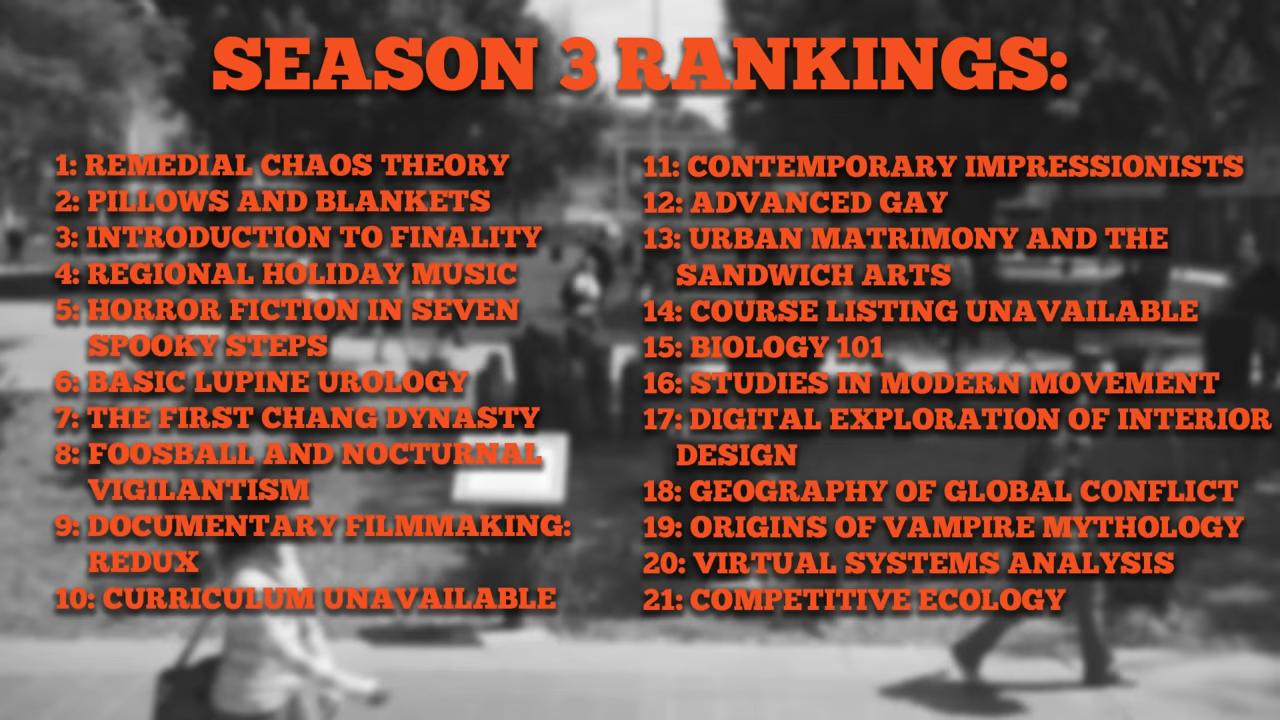 SEASON 3 RANKINGS:
1: REMEDIAL CHAOS THEORY
2: PILLOWS AND BLANKETS
3: INTRODUCTION TO FINALITY
4: REGIONAL HOLIDAY MUSIC
5: HORROR FICTION IN SEVEN
SPOOKY STEPS
6: BASIC LUPINE UROLOGY
7: THE FIRST CHANG DYNASTY
8: FOOSBALL AND NOCTURNAL
VIGILANTISM
9: DOCUMENTARY FILMMAKING:
REDUX
10: CURRICULUM UNAVAILABLE
11: CONTEMPORARY IMPRESSIONISTS
12: ADVANCED GAY
13: URBAN MATRIMONY AND THE
SANDWICH ARTS
14: COURSE LISTING UNAVAILABLE
15: BIOLOGY 101
16: STUDIES IN MODERN MOVEMENT
17: DIGITAL EXPLORATION OF INTERIOR
DESIGN
18: GEOGRAPHY OF GLOBAL CONFLICT
19: ORIGINS OF VAMPIRE MYTHOLOGY
20: VIRTUAL SYSTEMS ANALYSIS
21: COMPETITIVE ECOLOGY